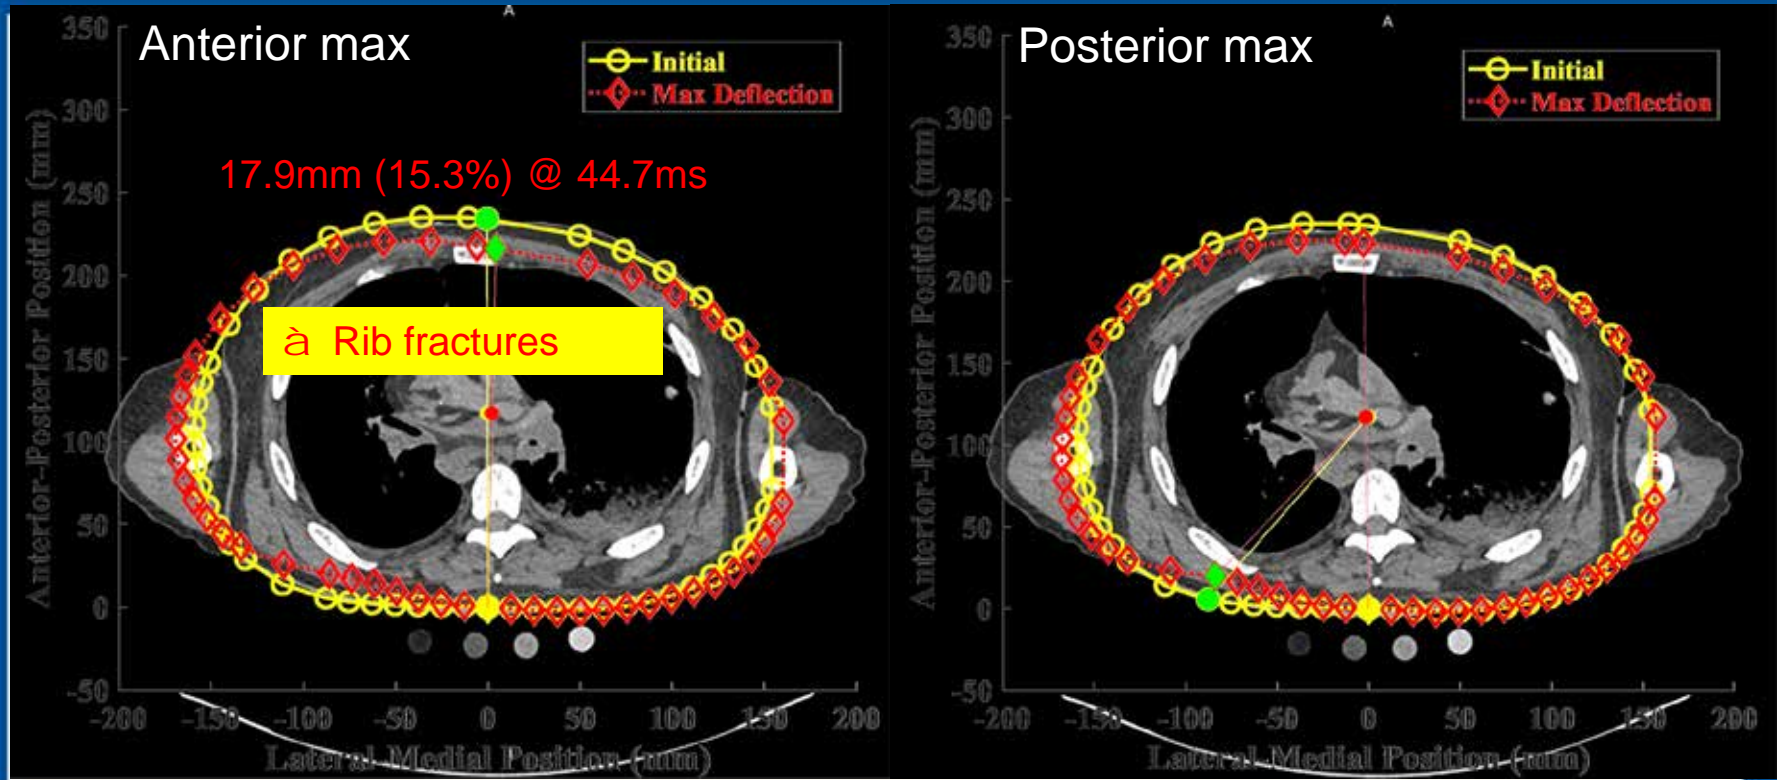 A
Anterior max
Initial
Max Deflection
17.9mm (15.3%) @ 44.7ms
à Rib fractures
350
300
250
200
150
100
50
0
-50
-200 -150 -100 -50 0 50 100 150 200
Anterior-Posterior Position (mm)
Lateral-Medial Position (mm)
A
Posterior max
Initial
Max Deflection
350
300
250
200
150
100
50
0
-50
-200 -150 -100 -50 0 50 100 150 200
Anterior-Posterior Position (mm)
Lateral-Medial Position (mm)